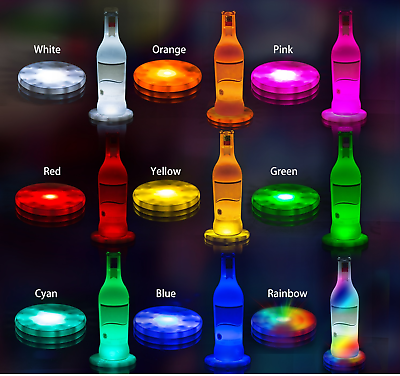 White
Orange
Pink
Red
Yellow
Green
Cyan
Blue
Rainbow